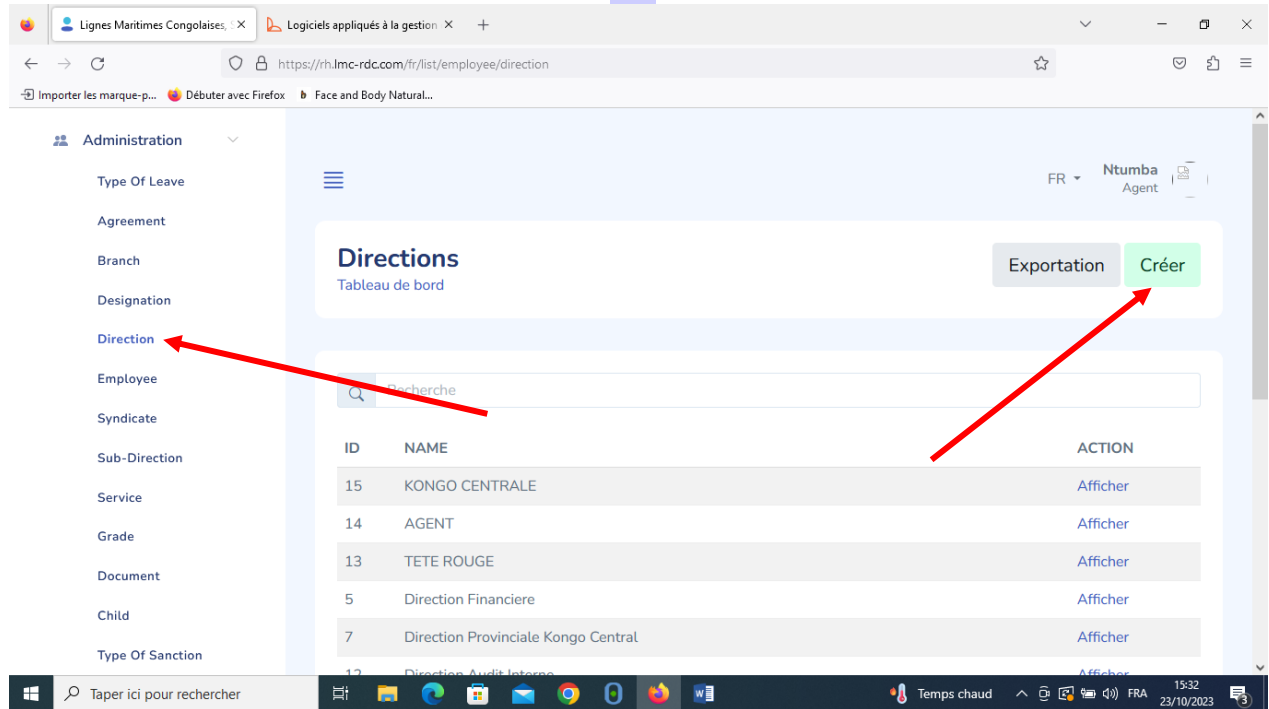 Lignes Maritimes Congolaises, S
Logiciels appliqués à la gestion
https://rh.lmc-rdc.com/fr/list/employee/direction
Importer les marque-p...
Débuter avec Firefox
Face and Body Natural...
Administration
Type Of Leave
Agreement
Branch
Designation
Direction
Employee
Syndicate
Sub-Direction
Service
Grade
Document
Child
Type Of Sanction
FR
Ntumba
Agent
Directions
Tableau de bord
Exportation
Créer
Recherche
ID NAME ACTION
15 KONGO CENTRALE Afficher
14 AGENT Afficher
13 TETE ROUGE Afficher
5 Direction Financiere Afficher
7 Direction Provinciale Kongo Central Afficher
12 Direction Audit Interne Afficher
Taper ici pour rechercher
Temps chaud
FRA
15:32
23/10/2023
3